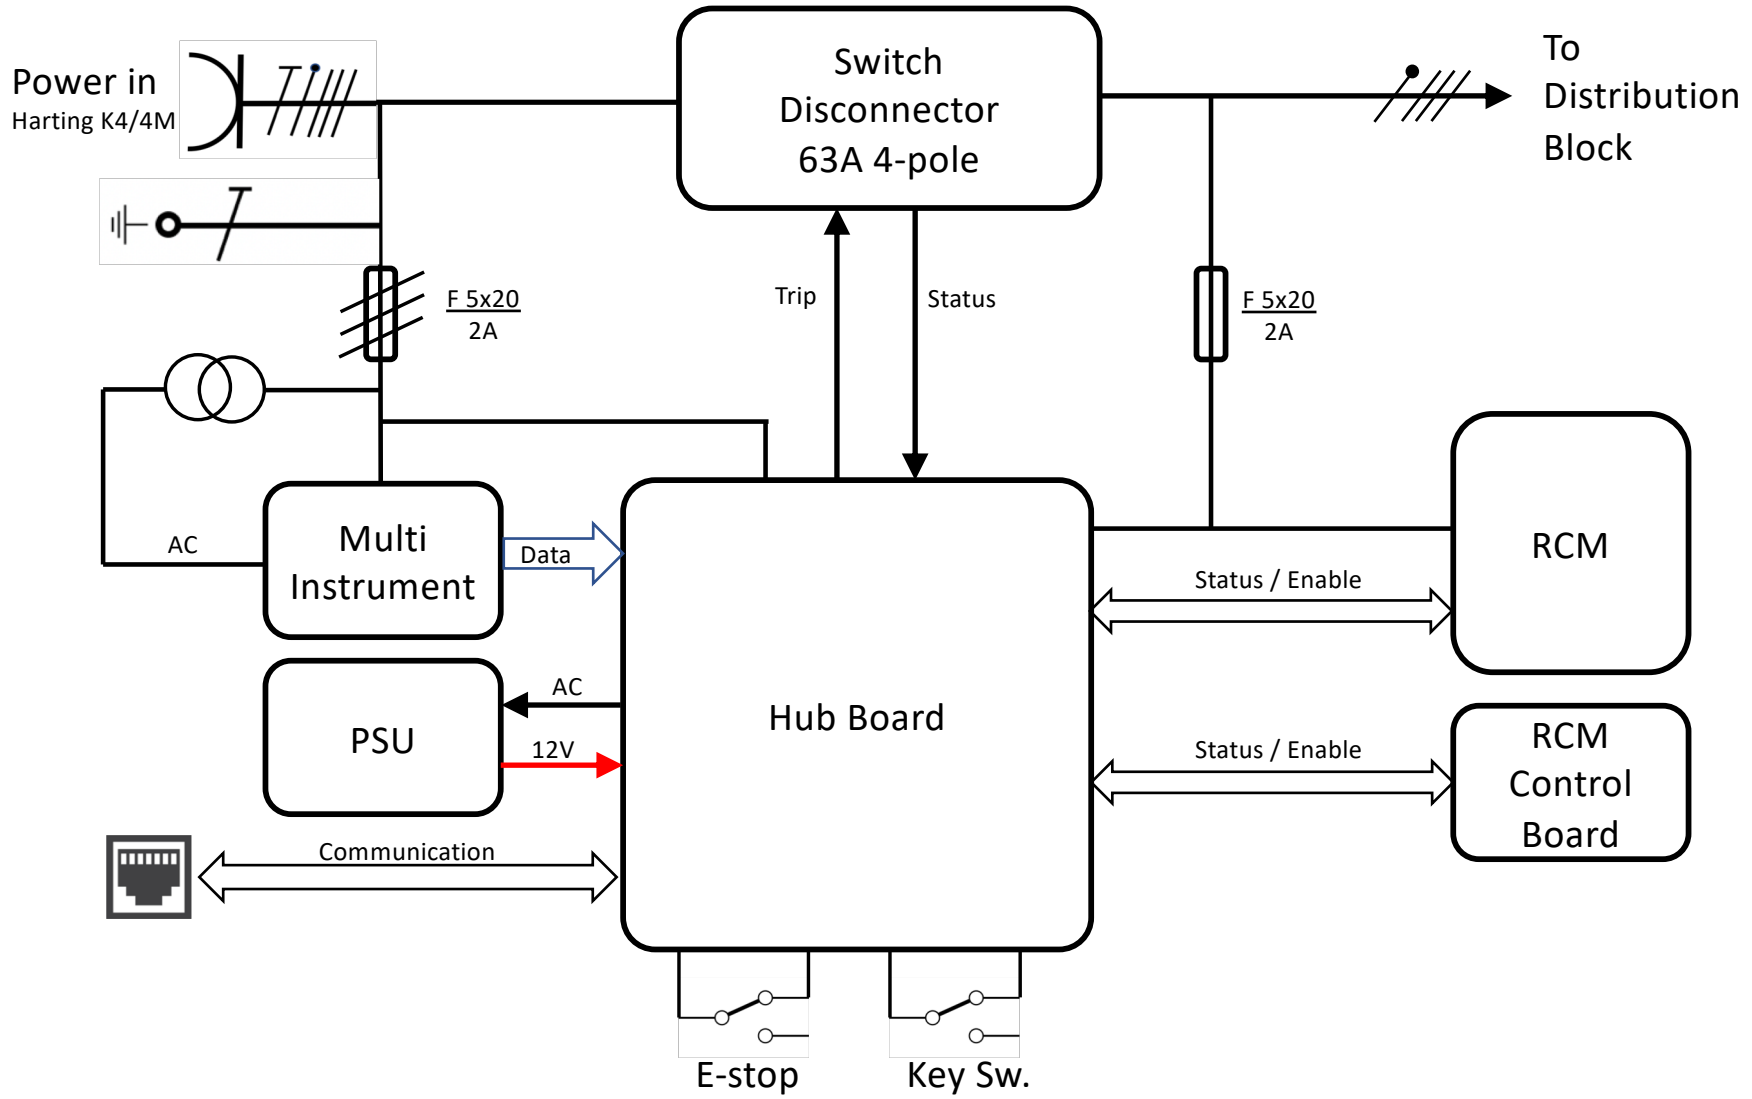 Power in
Harting K4/4M
Switch
Disconnector
63A 4-pole
To
Distribution
Block
F 5x20
2A
Trip
Status
F 5x20
2A
AC
Multi
Instrument
Data
RCM
Status / Enable
PSU
AC
12V
Hub Board
Status / Enable
RCM
Control
Board
Communication
E-stop
Key Sw.